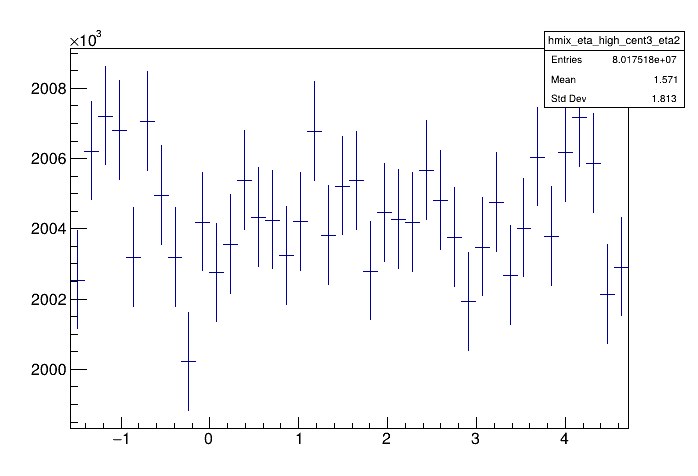 ×10³
hmix_eta_high_cent3_eta2
Entries 8.017518e+07
Mean 1.571
Std Dev 1.813
2008
2006
2004
2002
2000
−1 0 1 2 3 4